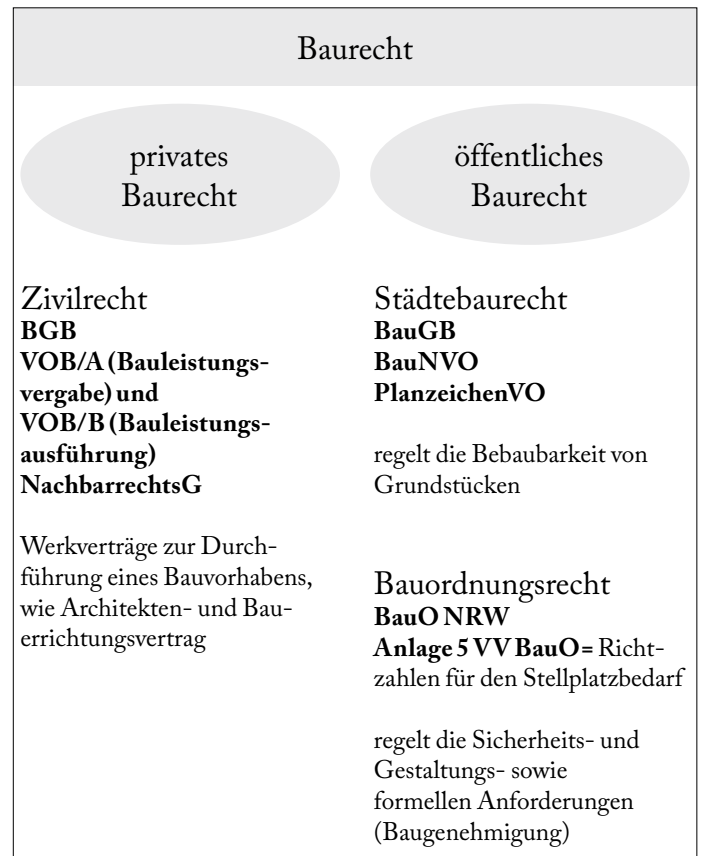 Baurecht
privates
Baurecht
öffentliches
Baurecht
Zivilrecht
BGB
VOB/A (Bauleistungs-
vergabe) und
VOB/B (Bauleistungs-
ausführung)
NachbarrechtsG
Werkverträge zur Durch-
führung eines Bauvorhabens,
wie Architekten- und Bau-
errichtungsvertrag
Städtebaurecht
BauGB
BauNVO
PlanzeichenVO
regelt die Bebaubarkeit von
Grundstücken
Bauordnungsrecht
BauO NRW
Anlage 5 VV BauO = Richt-
zahlen für den Stellplatzbedarf
regelt die Sicherheits- und
Gestaltungs- sowie
formellen Anforderungen
(Baugenehmigung)